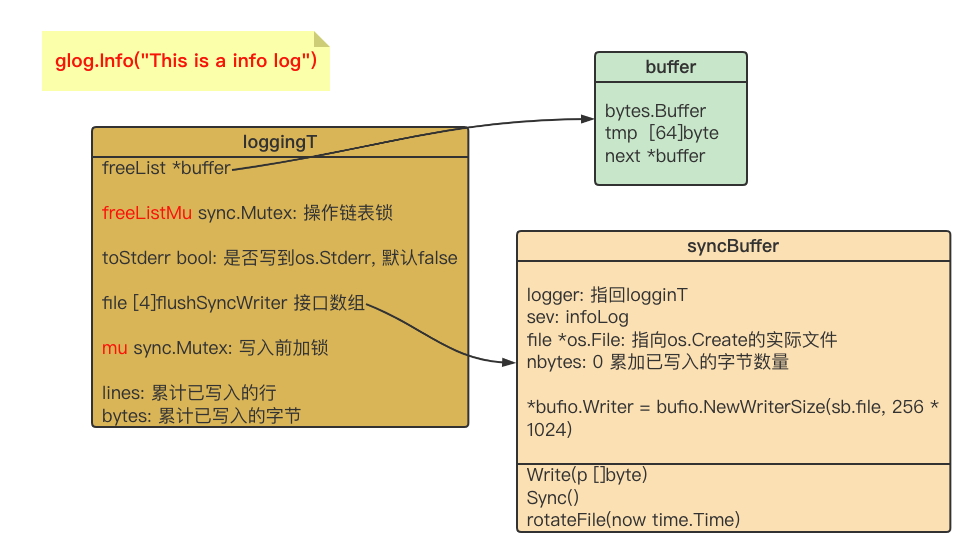 glog.Info("This is a info log")
buffer
bytes.Buffer
tmp [64]byte
next *buffer
loggingT
freeList *buffer
freeListMu sync.Mutex: 操作链表锁
toStderr bool: 是否写到os.Stderr, 默认false
file [4]flushSyncWriter 接口数组
mu sync.Mutex: 写入前加锁
lines: 累计已写入的行
bytes: 累计已写入的字节
syncBuffer
logger: 指回logginT
sev: infoLog
file *os.File: 指向os.Create的实际文件
nbytes: 0 累加已写入的字节数量
*bufio.Writer = bufio.NewWriterSize(sb.file, 256 *
1024)
Write(p []byte)
Sync()
rotateFile(now time.Time)